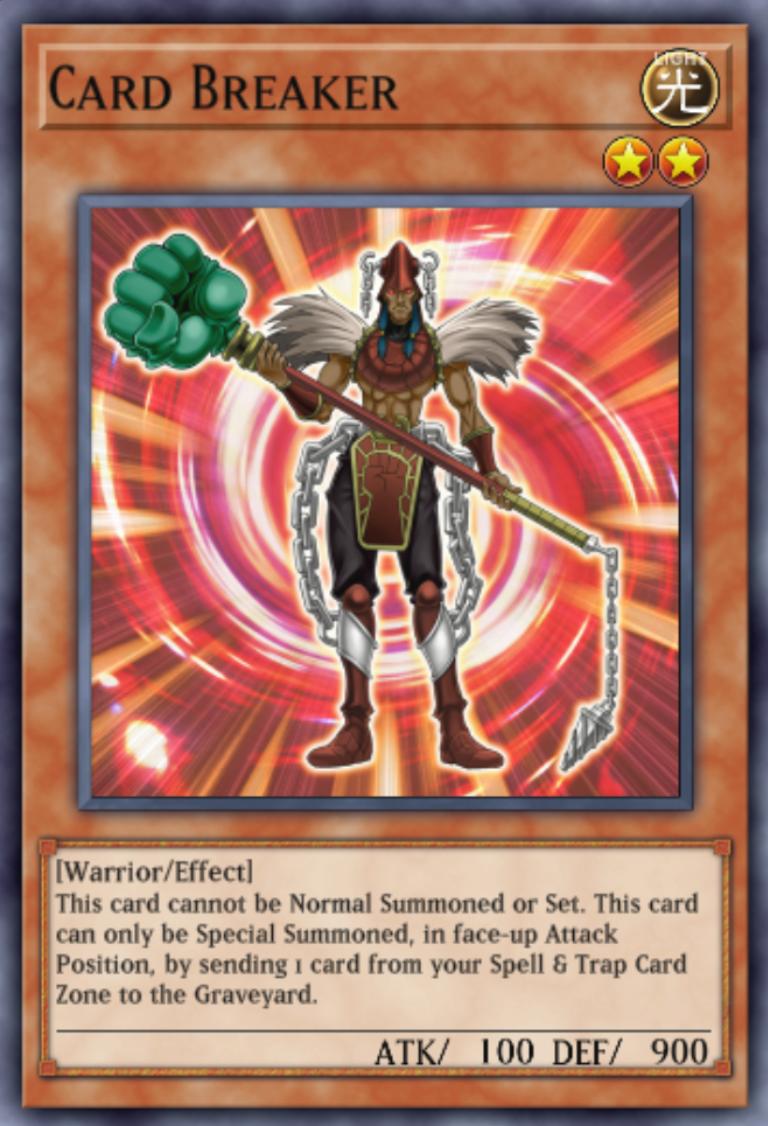 CARD BREAKER
LIGHT
光
[Warrior/Effect]
This card cannot be Normal Summoned or Set. This card
can only be Special Summoned, in face-up Attack
Position, by sending 1 card from your Spell & Trap Card
Zone to the Graveyard.
ATK/ 100 DEF/ 900